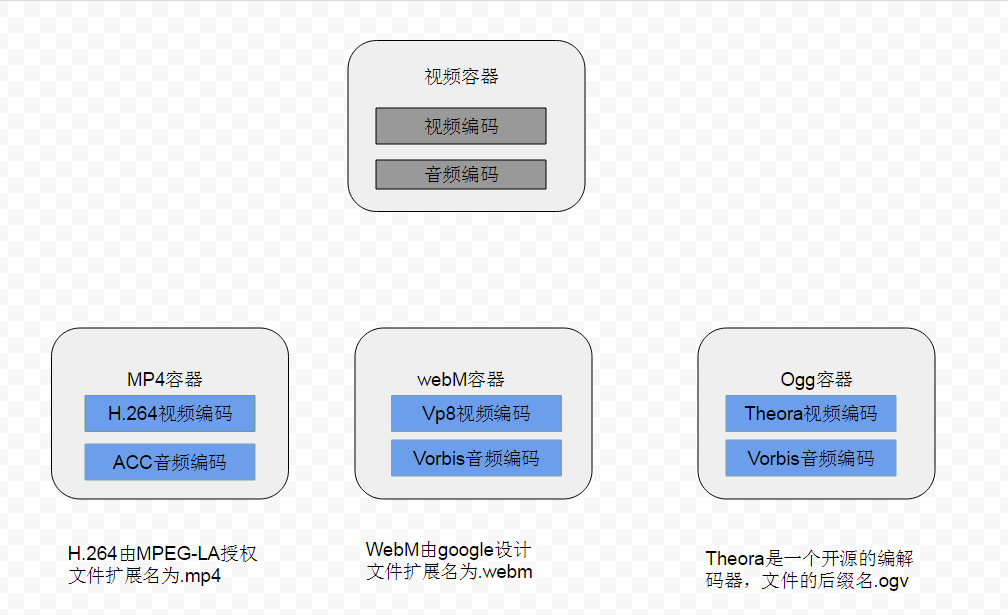 视频容器
视频编码
音频编码
MP4容器
H.264视频编码
ACC音频编码
H.264由MPEG-LA授权
文件扩展名为.mp4
webM容器
Vp8视频编码
Vorbis音频编码
WebM由google设计
文件扩展名为.webm
Ogg容器
Theora视频编码
Vorbis音频编码
Theora是一个开源的编解
码器，文件的后缀名.ogv